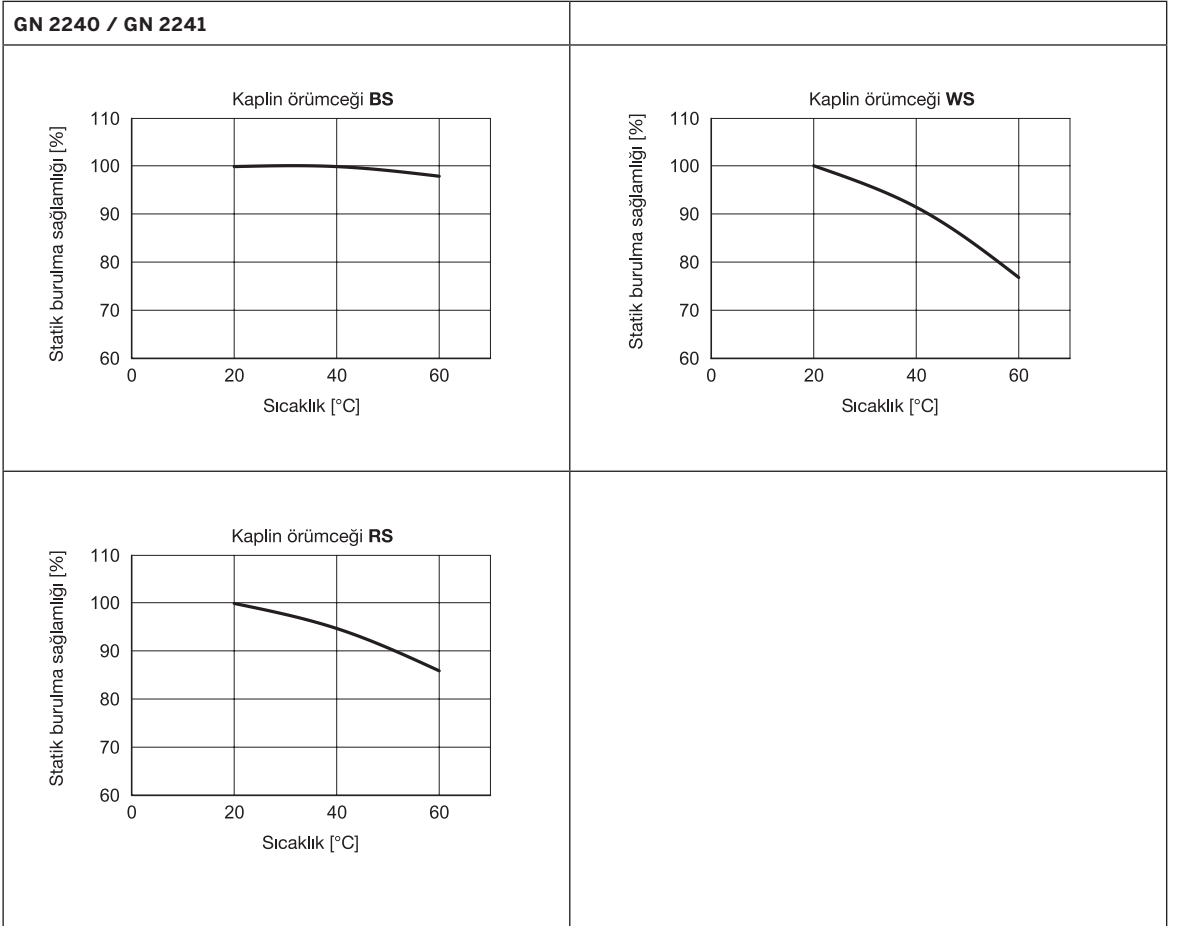 GN 2240 / GN 2241
Kaplin örümceği BS
Statik burulma sağlamlığı [%]
110
100
90
80
70
60
0 20 40 60
Sıcaklık [°C]
Kaplin örümceği WS
Statik burulma sağlamlığı [%]
110
100
90
80
70
60
0 20 40 60
Sıcaklık [°C]
Kaplin örümceği RS
Statik burulma sağlamlığı [%]
110
100
90
80
70
60
0 20 40 60
Sıcaklık [°C]